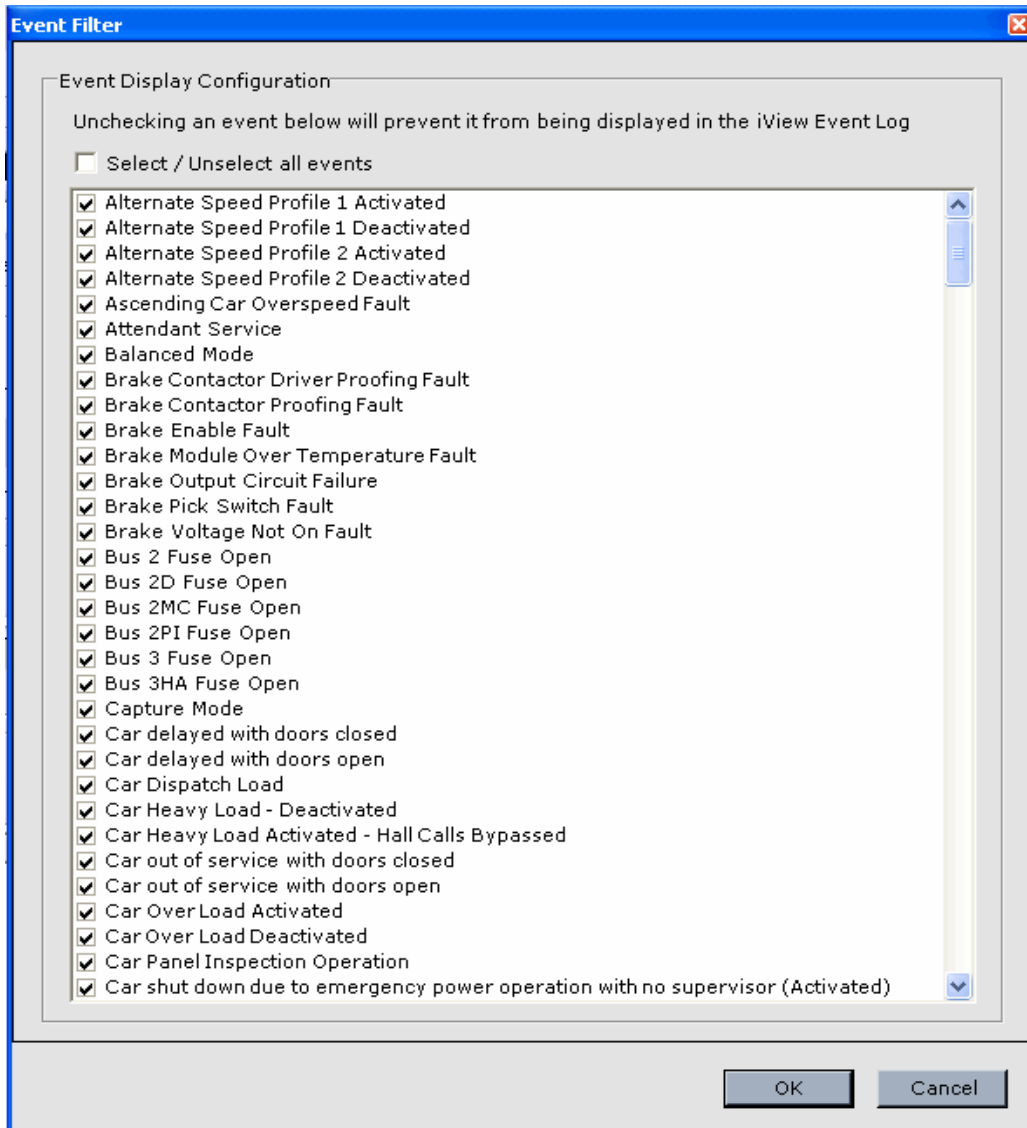 Event Filter
Event Display Configuration
Unchecking an event below will prevent it from being displayed in the iView Event Log
Select / Unselect all events
Alternate Speed Profile 1 Activated
Alternate Speed Profile 1 Deactivated
Alternate Speed Profile 2 Activated
Alternate Speed Profile 2 Deactivated
Ascending Car Overspeed Fault
Attendant Service
Balanced Mode
Brake Contactor Driver Proofing Fault
Brake Contactor Proofing Fault
Brake Enable Fault
Brake Module Over Temperature Fault
Brake Output Circuit Failure
Brake Pick Switch Fault
Brake Voltage Not On Fault
Bus 2 Fuse Open
Bus 2D Fuse Open
Bus 2MC Fuse Open
Bus 2PI Fuse Open
Bus 3 Fuse Open
Bus 3HA Fuse Open
Capture Mode
Car delayed with doors closed
Car delayed with doors open
Car Dispatch Load
Car Heavy Load - Deactivated
Car Heavy Load Activated - Hall Calls Bypassed
Car out of service with doors closed
Car out of service with doors open
Car Over Load Activated
Car Over Load Deactivated
Car Panel Inspection Operation
Car shut down due to emergency power operation with no supervisor (Activated)
OK Cancel